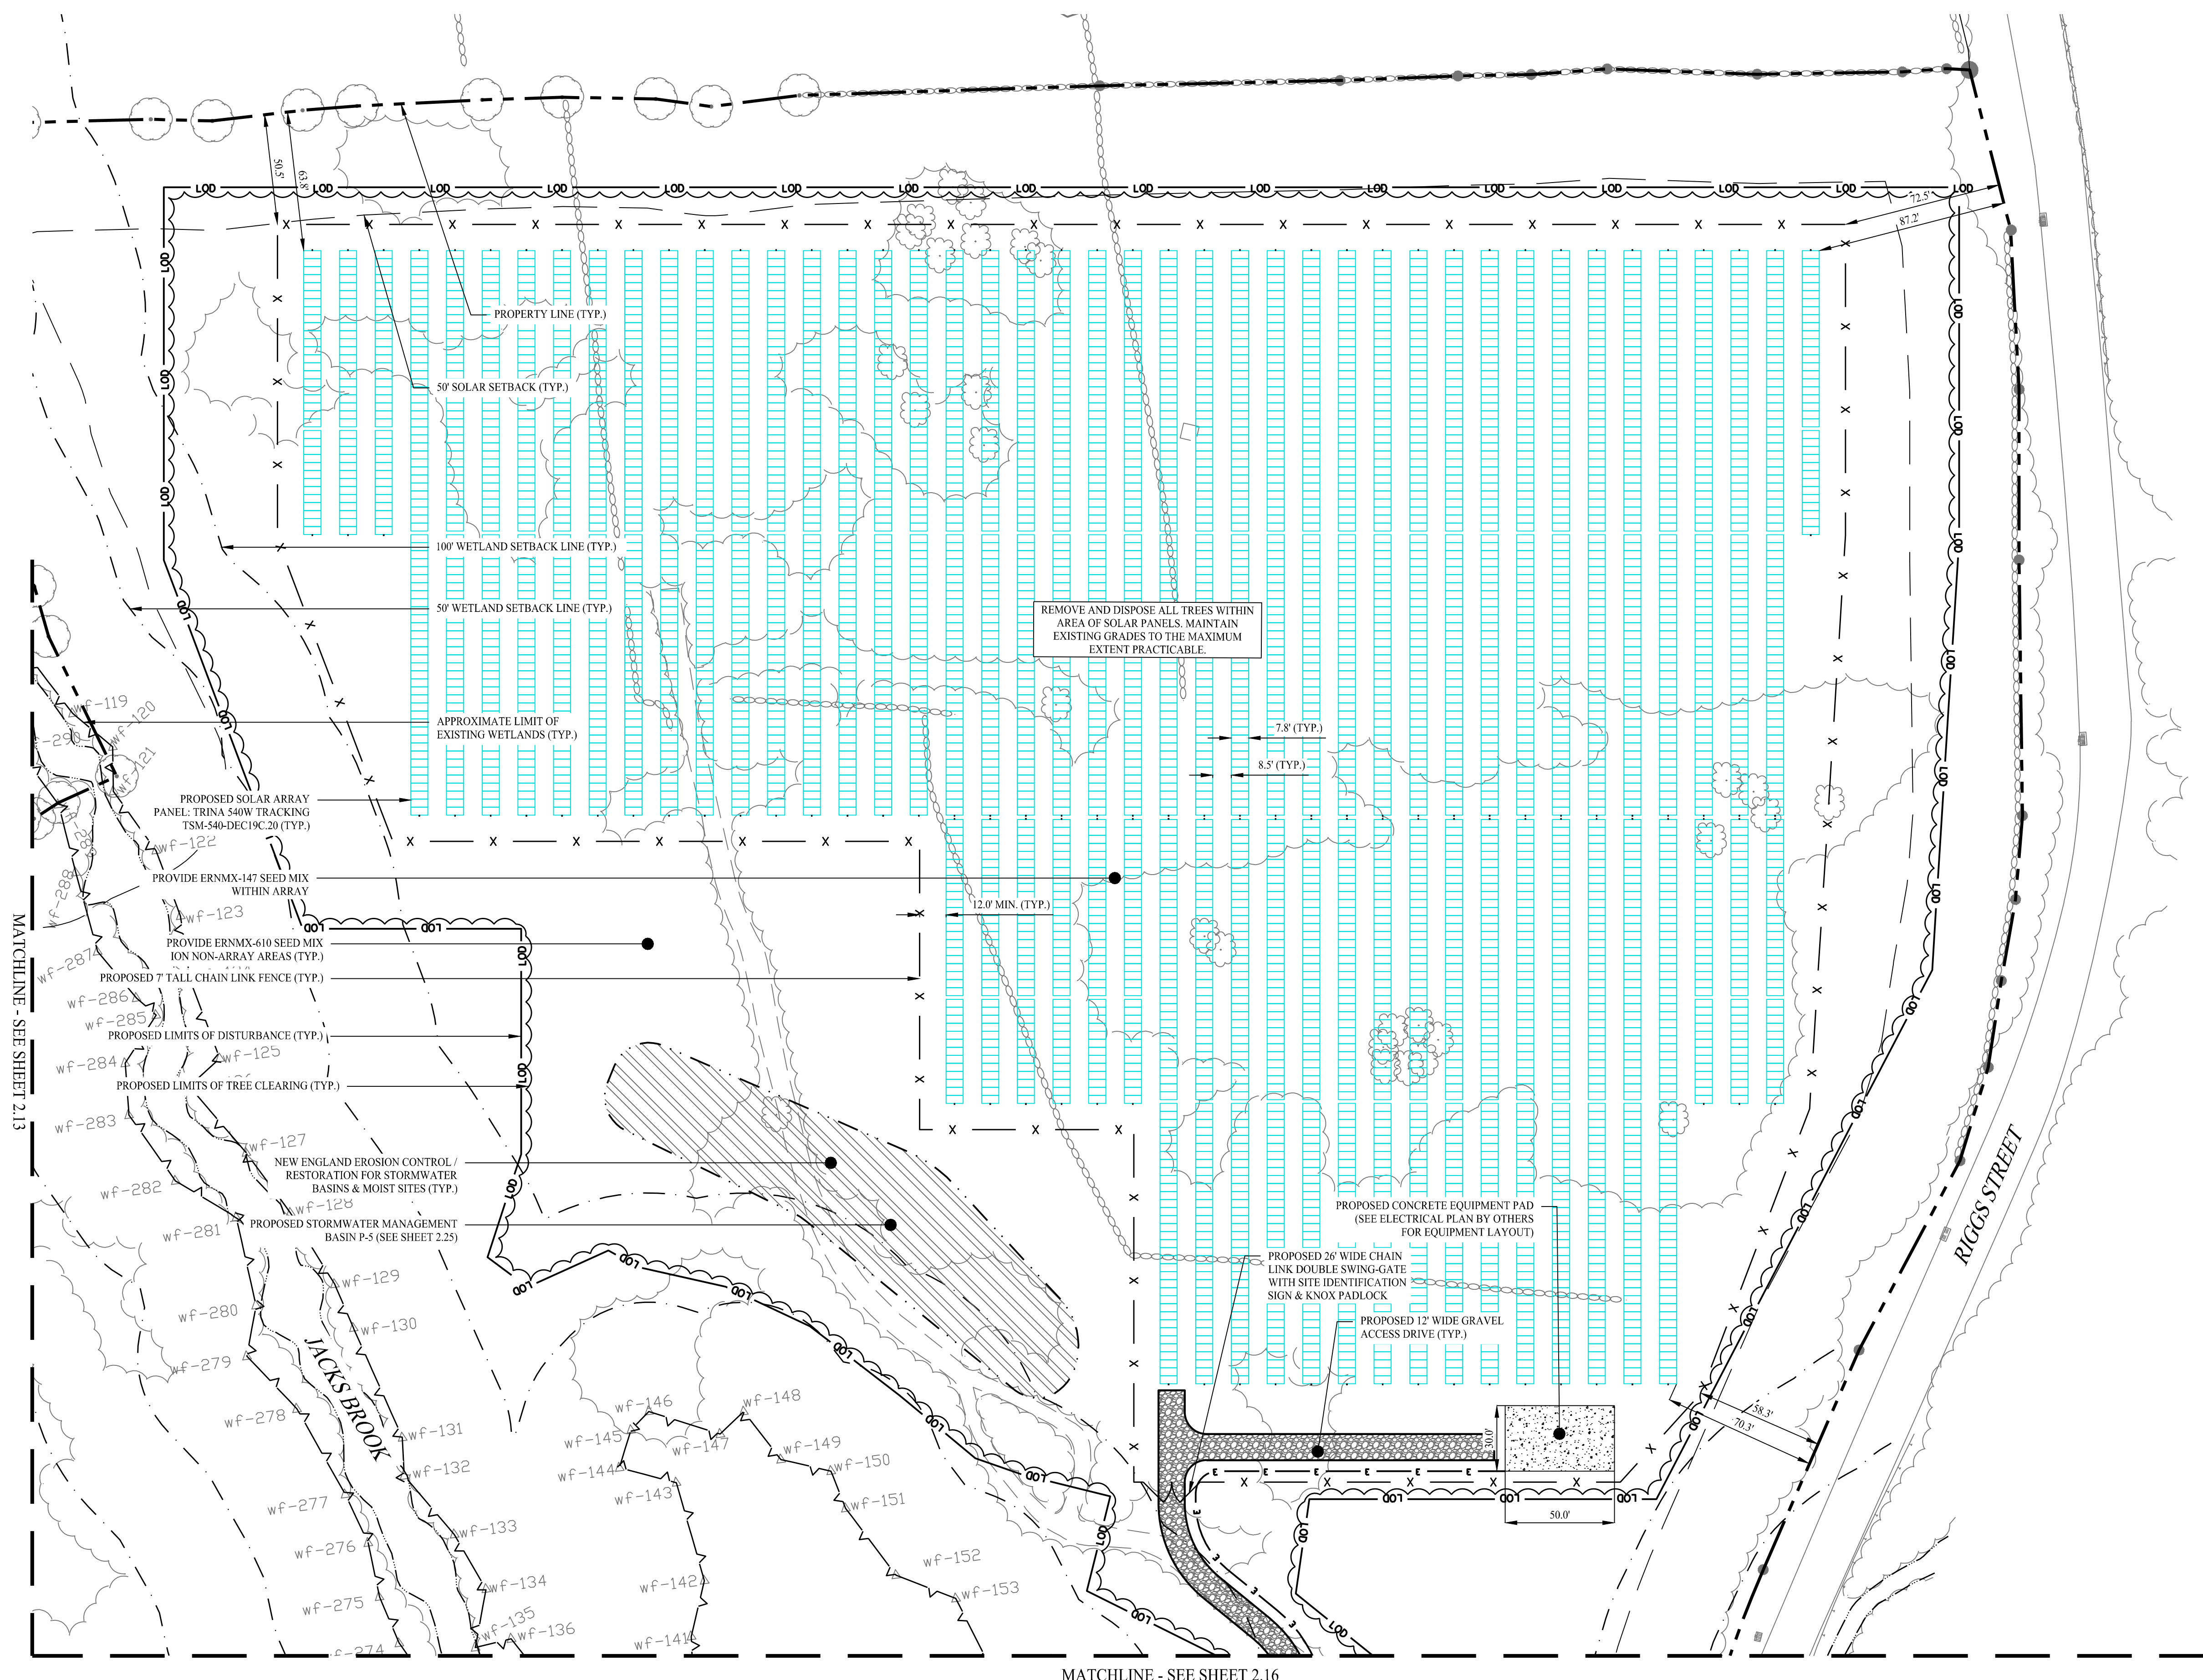 50.5'
63.8'
LOD
72.5'
87.2'
PROPERTY LINE (TYP.)
50' SOLAR SETBACK (TYP.)
100' WETLAND SETBACK LINE (TYP.)
50' WETLAND SETBACK LINE (TYP.)
REMOVE AND DISPOSE ALL TREES WITHIN
AREA OF SOLAR PANELS. MAINTAIN
EXISTING GRADES TO THE MAXIMUM
EXTENT PRACTICABLE.
APPROXIMATE LIMIT OF
EXISTING WETLANDS (TYP.)
7.8' (TYP.)
8.5' (TYP.)
PROPOSED SOLAR ARRAY
PANEL: TRINA 540W TRACKING
TSM-540-DEC19C.20 (TYP.)
PROVIDE ERNMX-147 SEED MIX
WITHIN ARRAY
12.0' MIN. (TYP.)
PROVIDE ERNMX-610 SEED MIX
ION NON-ARRAY AREAS (TYP.)
PROPOSED 7' TALL CHAIN LINK FENCE (TYP.)
PROPOSED LIMITS OF DISTURBANCE (TYP.)
PROPOSED LIMITS OF TREE CLEARING (TYP.)
NEW ENGLAND EROSION CONTROL /
RESTORATION FOR STORMWATER
BASINS & MOIST SITES (TYP.)
PROPOSED STORMWATER MANAGEMENT
BASIN P-5 (SEE SHEET 2.25)
PROPOSED CONCRETE EQUIPMENT PAD
(SEE ELECTRICAL PLAN BY OTHERS
FOR EQUIPMENT LAYOUT)
PROPOSED 26' WIDE CHAIN
LINK DOUBLE SWING-GATE
WITH SITE IDENTIFICATION
SIGN & KNOX PADLOCK
PROPOSED 12' WIDE GRAVEL
ACCESS DRIVE (TYP.)
58.3'
70.3'
30.0'
50.0'
RIGGS STREET
JACKS BROOK
wf-119
wf-120
wf-121
wf-122
wf-123
wf-125
wf-127
wf-128
wf-129
wf-130
wf-131
wf-132
wf-133
wf-134
wf-135
wf-136
wf-141
wf-142
wf-143
wf-144
wf-145
wf-146
wf-147
wf-148
wf-149
wf-150
wf-151
wf-152
wf-153
wf-288
wf-287
wf-286
wf-285
wf-284
wf-283
wf-282
wf-281
wf-280
wf-279
wf-278
wf-277
wf-276
wf-275
MATCHLINE - SEE SHEET 2.13
MATCHLINE - SEE SHEET 2.16